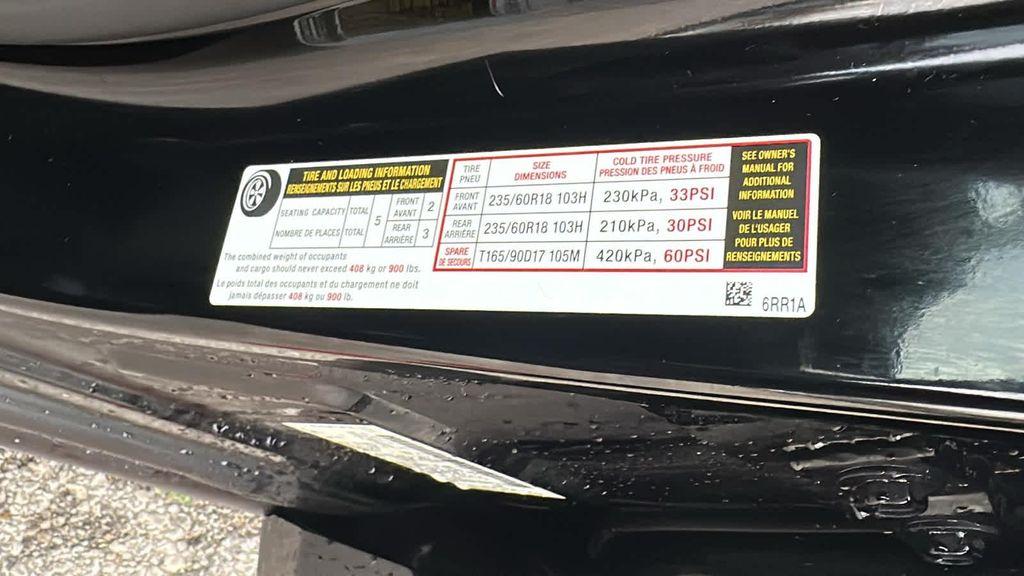 TIRE AND LOADING INFORMATION
RENSEIGNEMENTS SUR LES PNEUS ET LE CHARGEMENT
SEATING CAPACITY TOTAL 5 FRONT AVANT 2
NOMBRE DE PLACES TOTAL REAR ARRIÈRE 3
The combined weight of occupants
and cargo should never exceed 408 kg or 900 lbs.
Le poids total des occupants et du chargement ne doit
jamais dépasser 408 kg ou 900 lb.
TIRE PNEU SIZE DIMENSIONS COLD TIRE PRESSURE PRESSION DES PNEUS À FROID
FRONT AVANT 235/60R18 103H 230kPa, 33PSI
REAR ARRIÈRE 235/60R18 103H 210kPa, 30PSI
SPARE DE SECOURS T165/90D17 105M 420kPa, 60PSI
SEE OWNER'S
MANUAL FOR
ADDITIONAL
INFORMATION
VOIR LE MANUEL
DE L'USAGER
POUR PLUS DE
RENSEIGNEMENTS
6RR1A